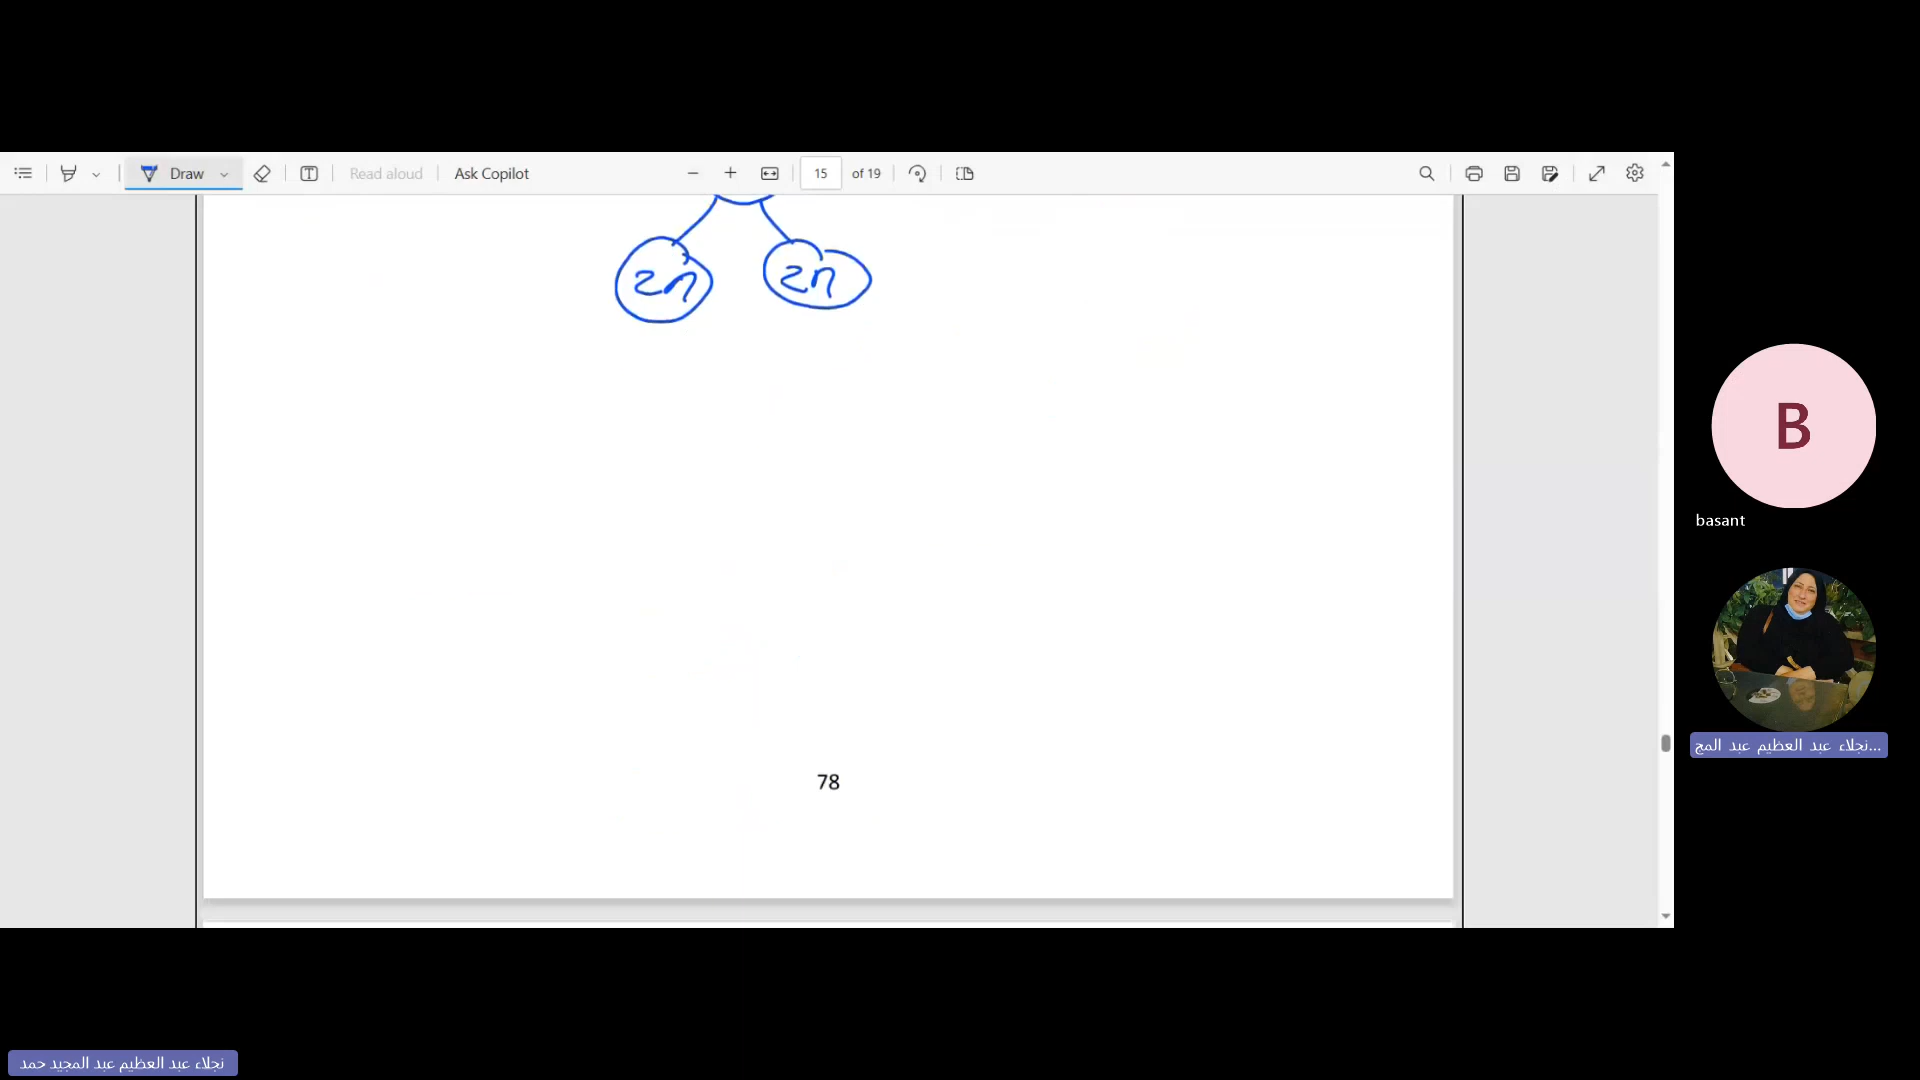 Draw
Read aloud
Ask Copilot
15 of 19
2n 2n
78
B
basant
نجلاء عبد العظيم عبد المج...
نجلاء عبد العظيم عبد المجيد حمد